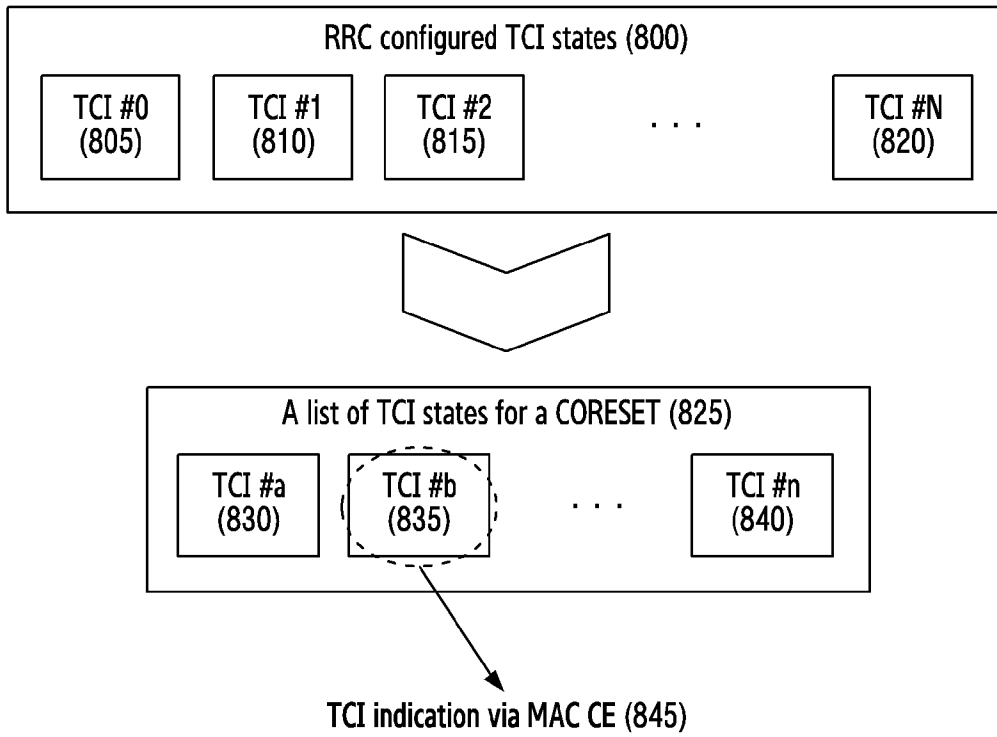 RRC configured TCI states (800)
TCI #0
(805)
TCI #1
(810)
TCI #2
(815)
. . .
TCI #N
(820)
A list of TCI states for a CORESET (825)
TCI #a
(830)
TCI #b
(835)
. . .
TCI #n
(840)
TCI indication via MAC CE (845)